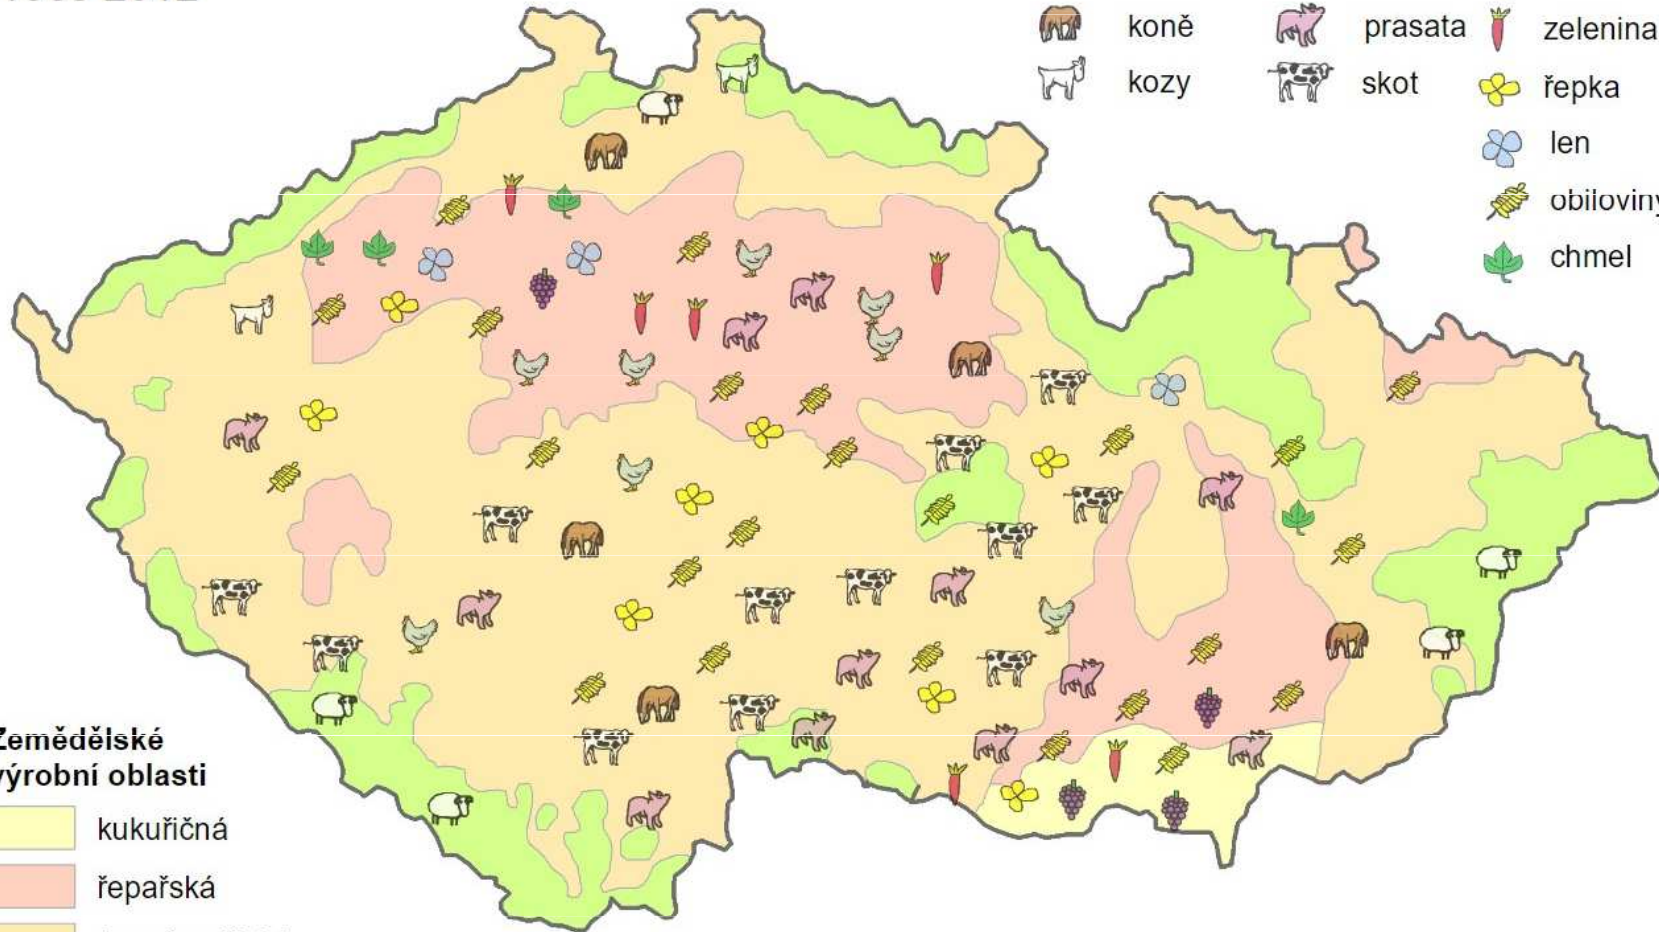 koně
prasata
zelenina
kozy
skot
řepka
len
obiloviny
chmel
Zemědělské
výrobní oblasti
kukuřičná
řepařská